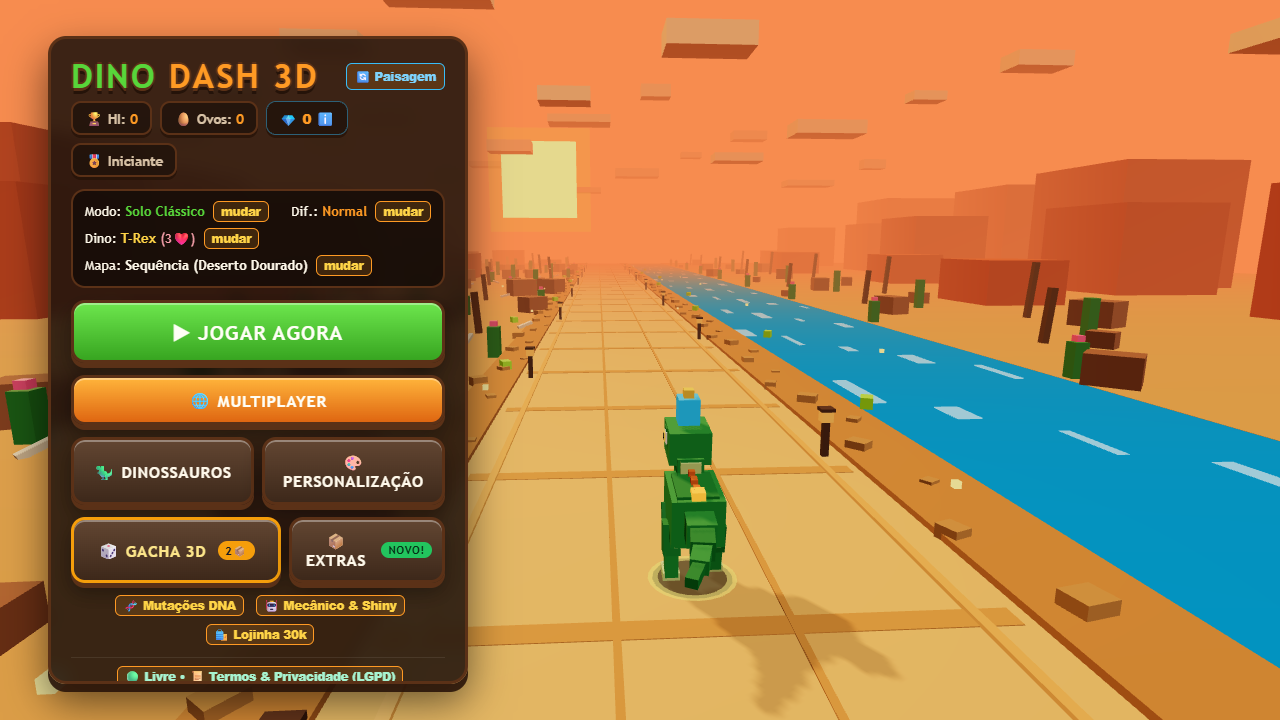 DINO DASH 3D
Paisagem
HI: 0
Ovos: 0
0
Iniciante
Modo: Solo Clássico mudar
Dif.: Normal mudar
Dino: T-Rex (3❤️) mudar
Mapa: Sequência (Deserto Dourado) mudar
▶ JOGAR AGORA
MULTIPLAYER
DINOSSAUROS
PERSONALIZAÇÃO
GACHA 3D 2
EXTRAS NOVO!
Mutações DNA
Mecânico & Shiny
Lojinha 30k
Livre • Termos & Privacidade (LGPD)